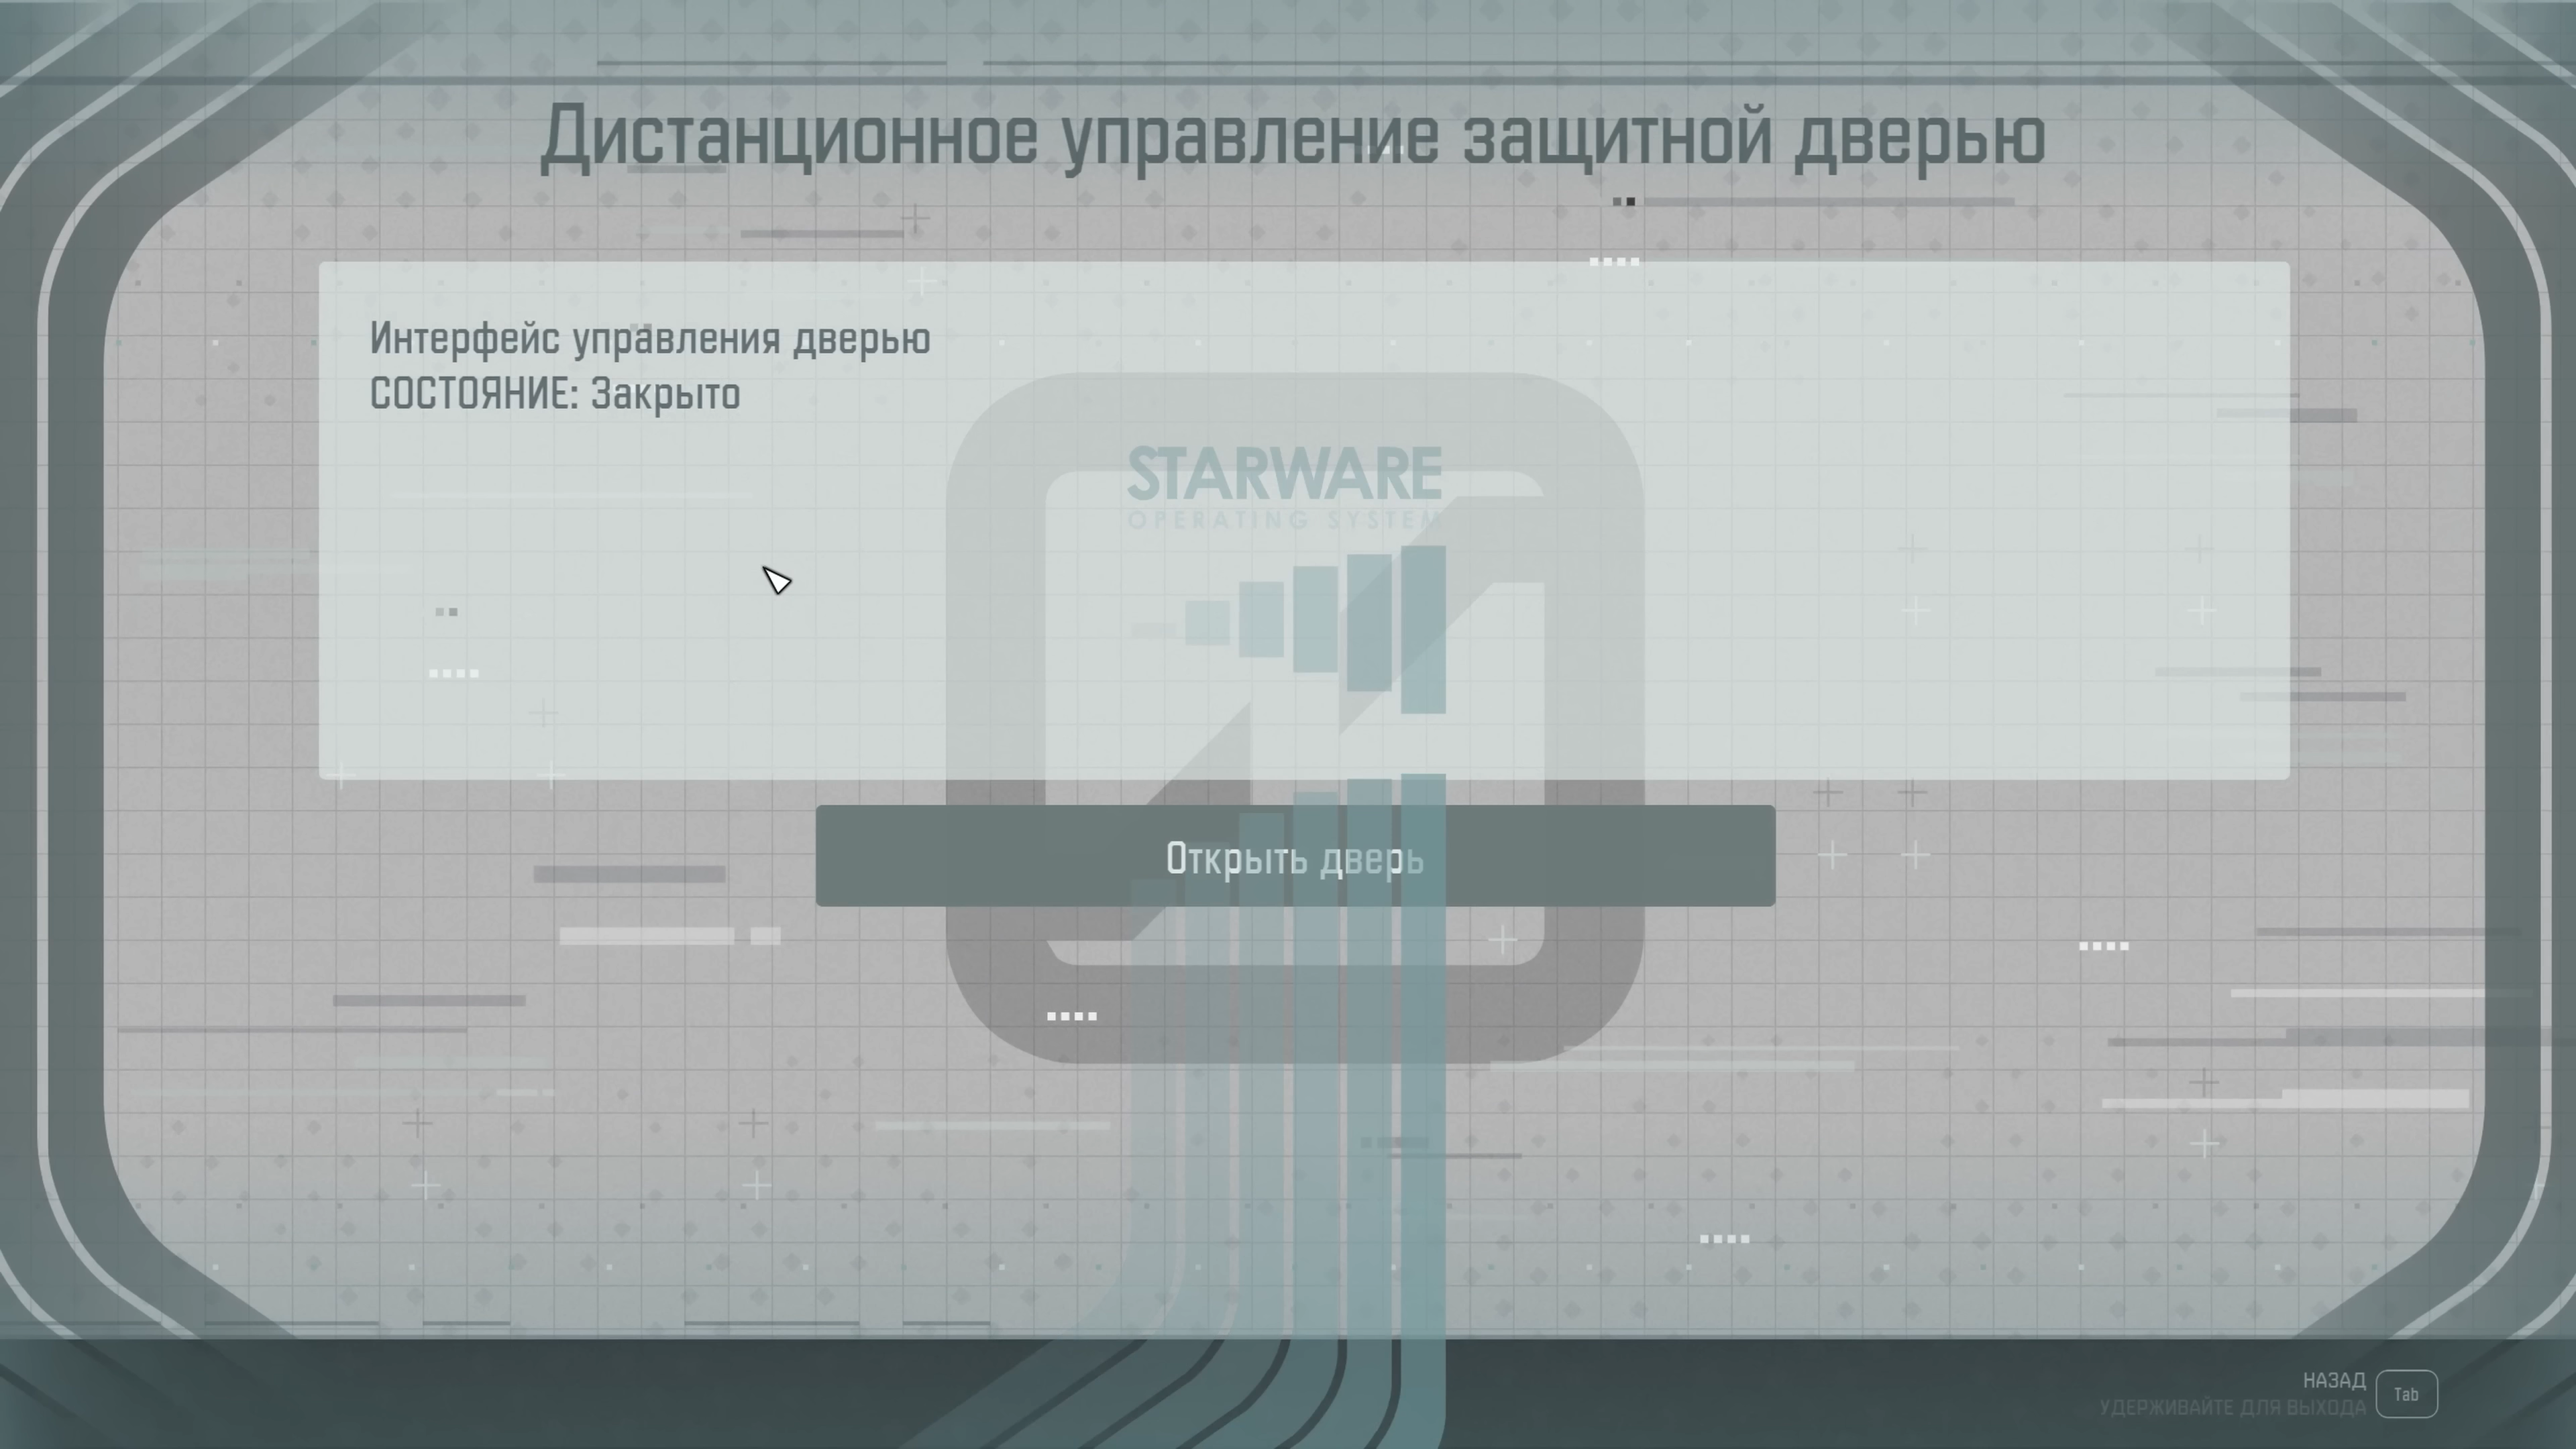 Дистанционное управление защитной дверью
Интерфейс управления дверью
СОСТОЯНИЕ: Закрыто
STARWARE
OPERATING SYSTEM
Открыть дверь
НАЗАД
Tab
УДЕРЖИВАЙТЕ ДЛЯ ВЫХОДА